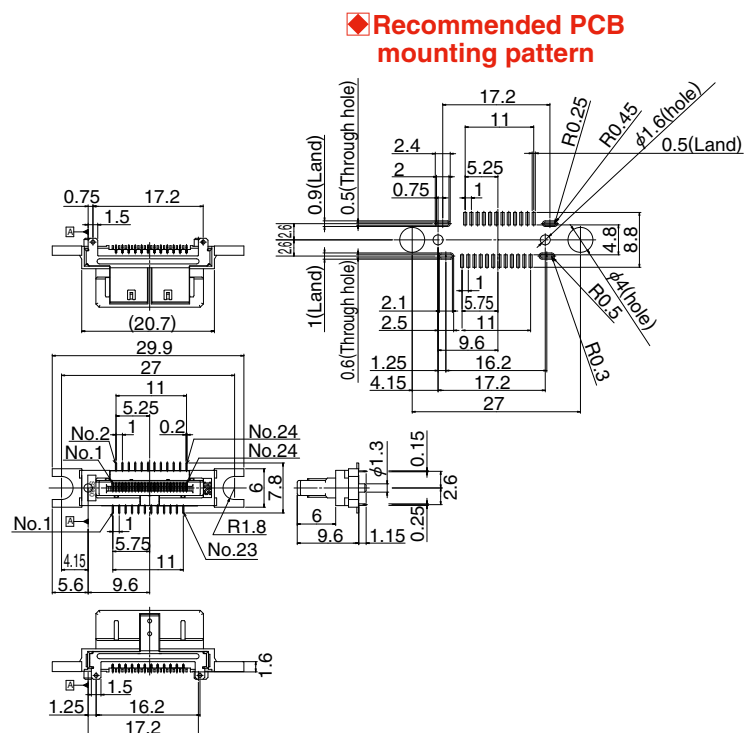 Recommended PCB
mounting pattern
17.2
11
2.4
2
5.25
0.75
1
0.9(Land)
0.5(Through hole)
R0.25
R0.45
φ1.6(hole)
0.5(Land)
2.6
2.6
4.8
8.8
1(Land)
0.6(Through hole)
1
2.1
5.75
2.5
11
9.6
1.25
16.2
4.15
17.2
27
φ4(hole)
R0.5
R0.3
0.75
17.2
A
1.5
(20.7)
29.9
27
11
5.25
No.2
1
0.2
No.24
No.1
No.24
6
7.8
No.1
A
1
R1.8
5.75
No.23
4.15
11
5.6
9.6
φ1.3
0.15
2.6
6
9.6
1.15
0.25
1.6
A
1.5
1.25
16.2
17.2